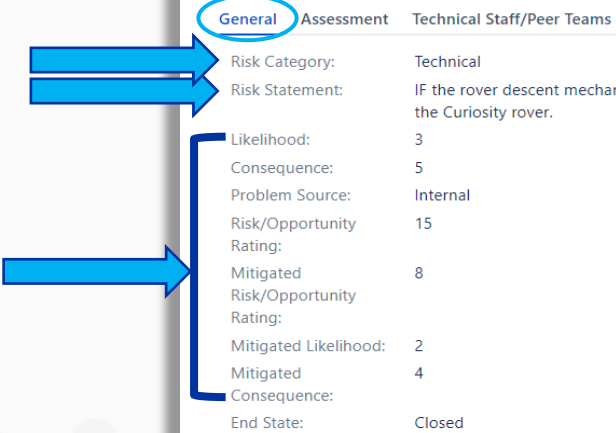 General Assessment Technical Staff/Peer Teams
Risk Category: Technical
Risk Statement: IF the rover descent
the Curiosity rover.
Likelihood: 3
Consequence: 5
Problem Source: Internal
Risk/Opportunity 15
Rating:
Mitigated 8
Risk/Opportunity
Rating:
Mitigated Likelihood: 2
Mitigated 4
Consequence:
End State: Closed